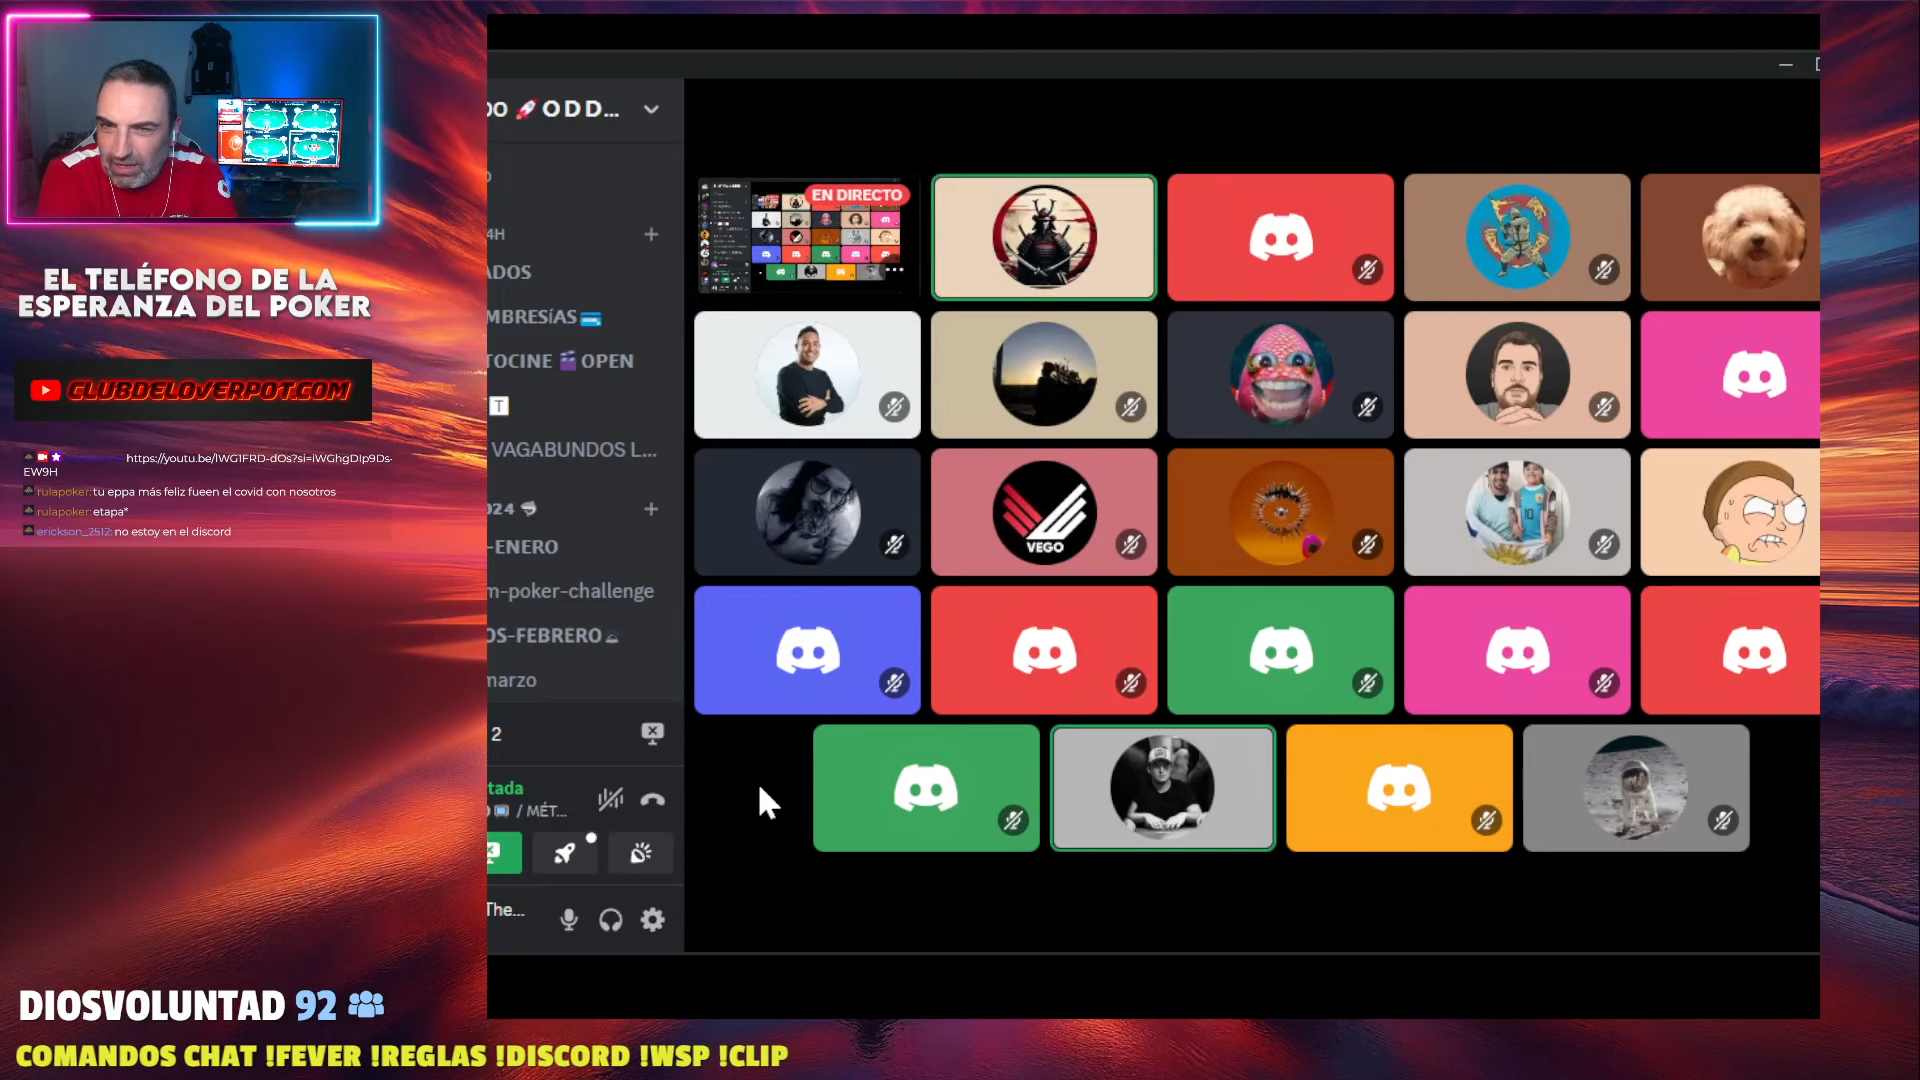 EL TELÉFONO DE LA
ESPERANZA DEL POKER
CLUBDELOVERPOT.COM
https://youtu.be/lWG1FRD-dOs?si=iWGhgDIp9Ds-
EW9H
rulapoker: tu eppa más feliz fueen el covid con nosotros
rulapoker: etapa*
erickson_2512: no estoy en el discord
DIOSVOLUNTAD 92
COMANDOS CHAT !FEVER !REGLAS !DISCORD !WSP !CLIP
DO 🚀 O D D...
4H
ADOS
MBRESíAS
TOCINE OPEN
T
VAGABUNDOS L...
024
-ENERO
m-poker-challenge
OS-FEBRERO
marzo
2
tada
/ MÉT...
The...
EN DIRECTO
VEGO
10